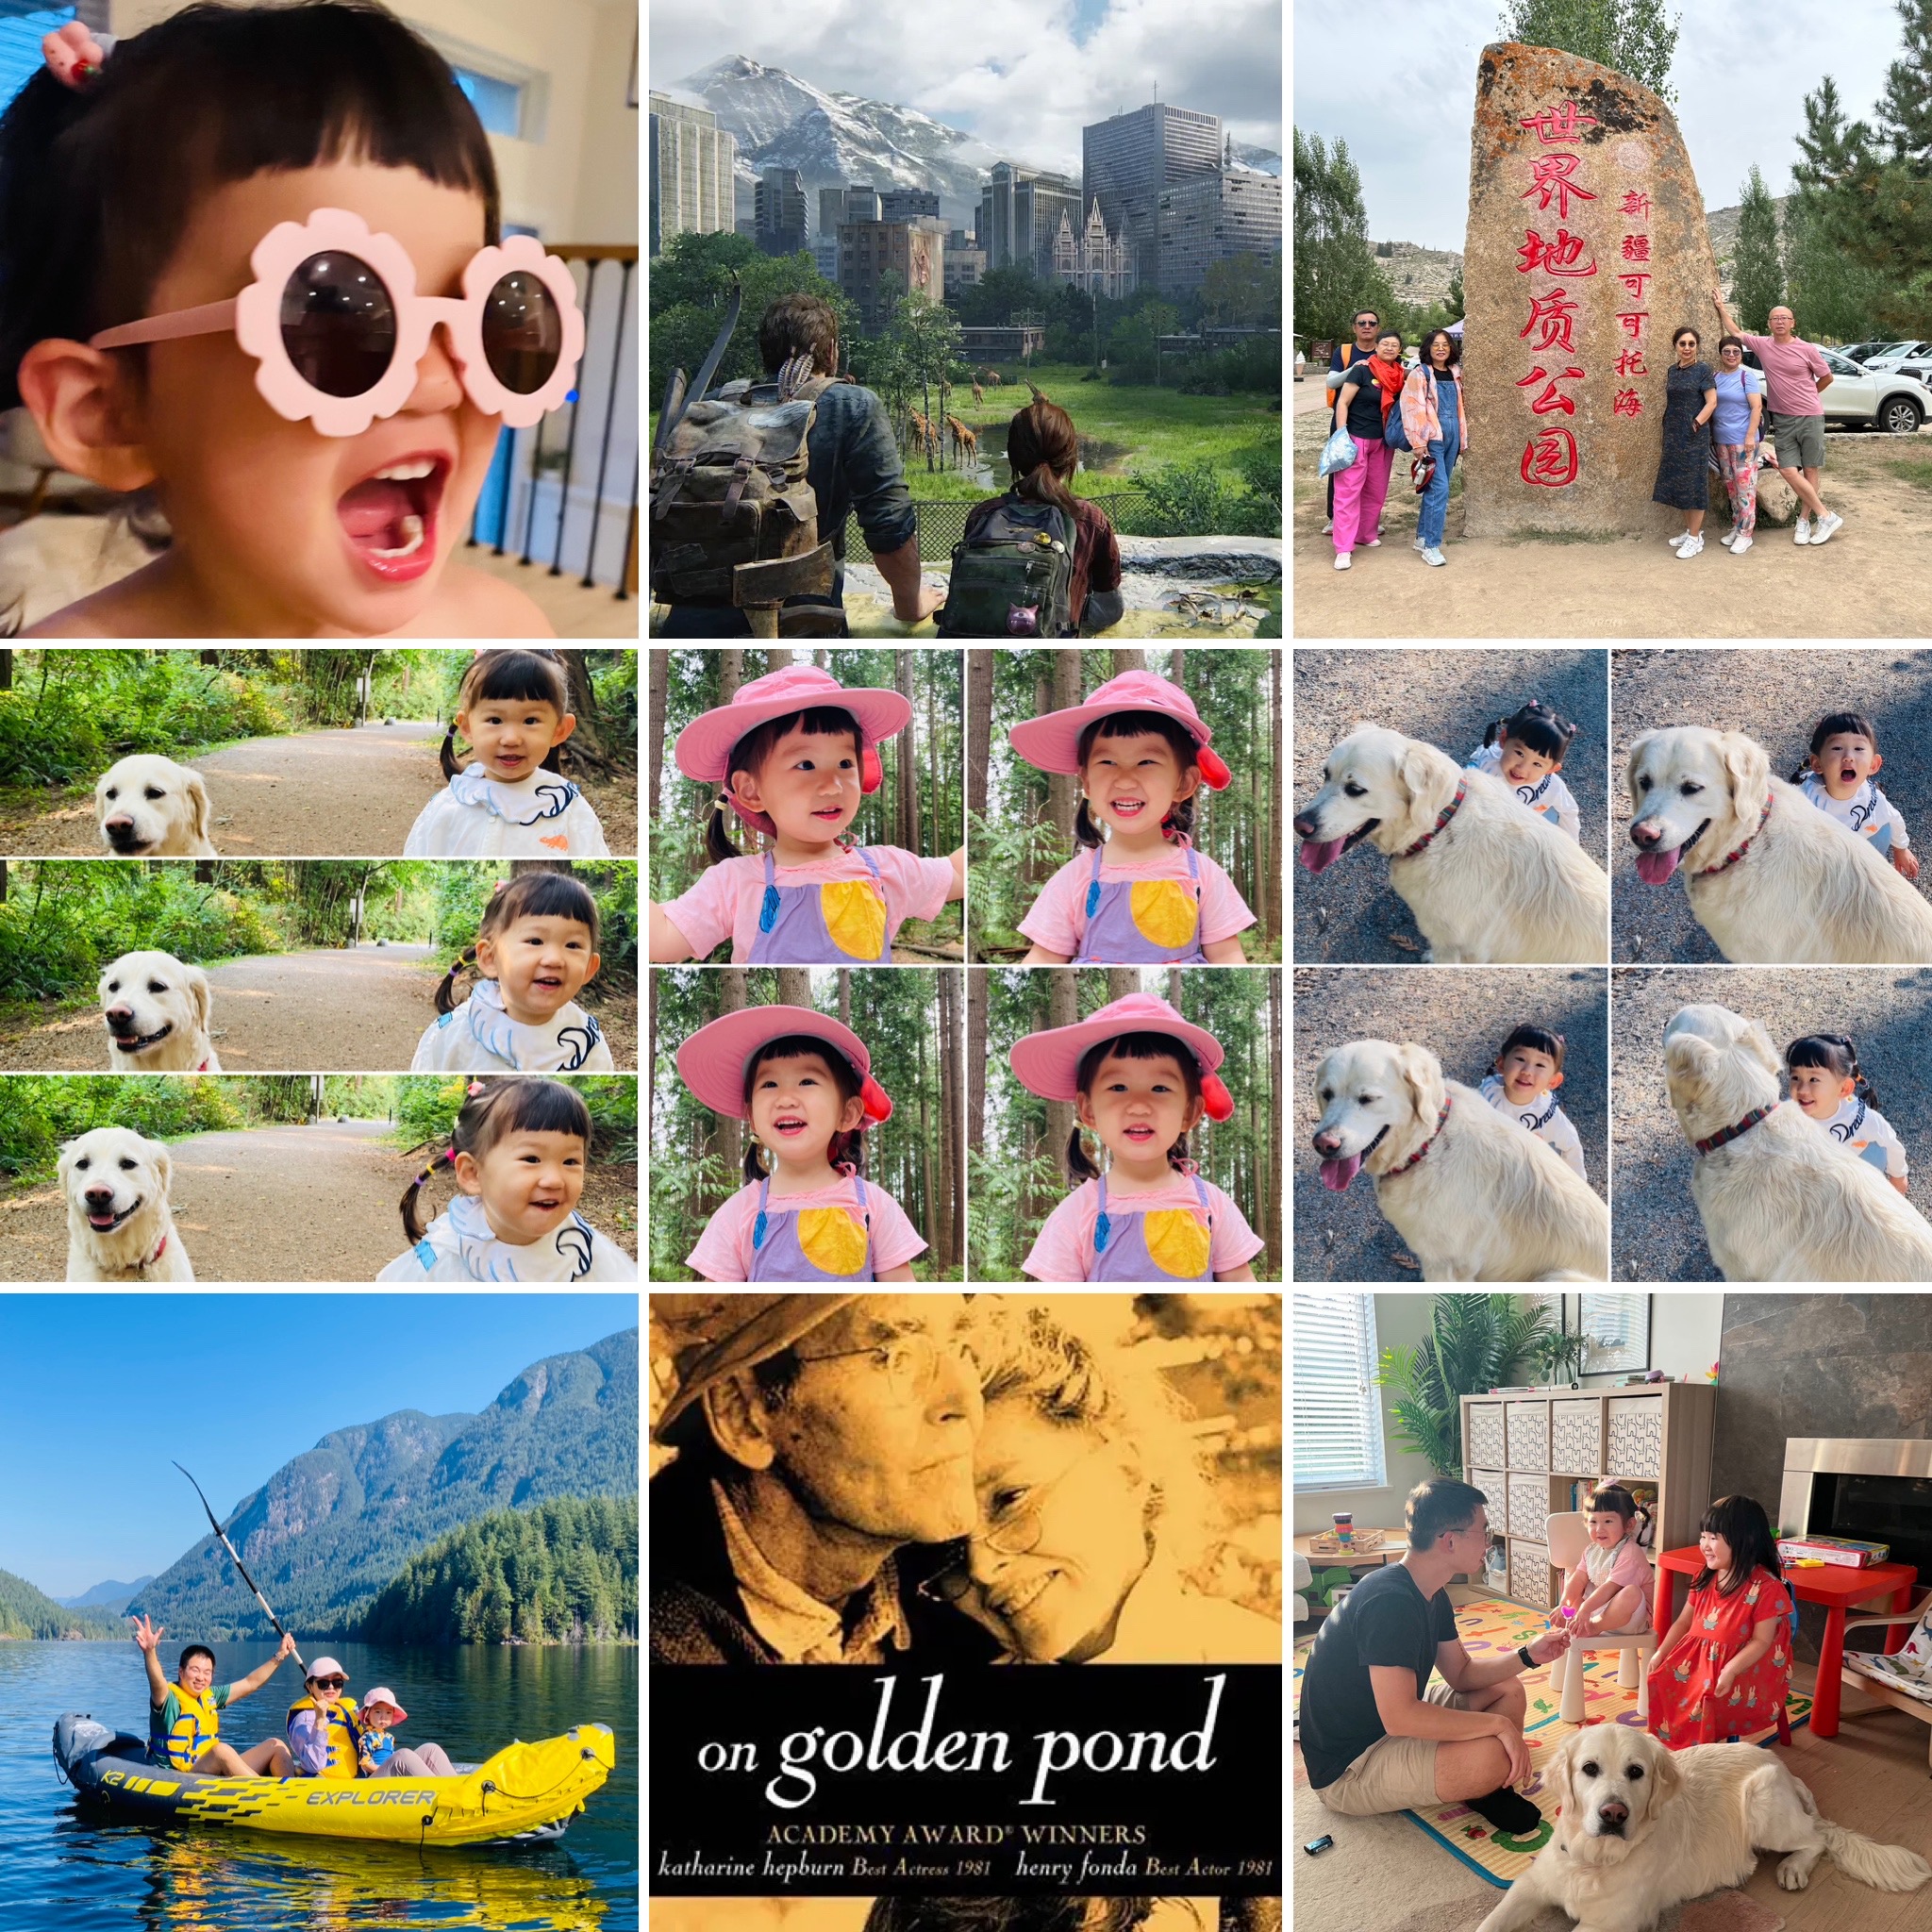 世界地质公园
新疆可可托海
K2
EXPLORER
on golden pond
ACADEMY AWARD® WINNERS
katharine hepburn Best Actress 1981 henry fonda Best Actor 1981